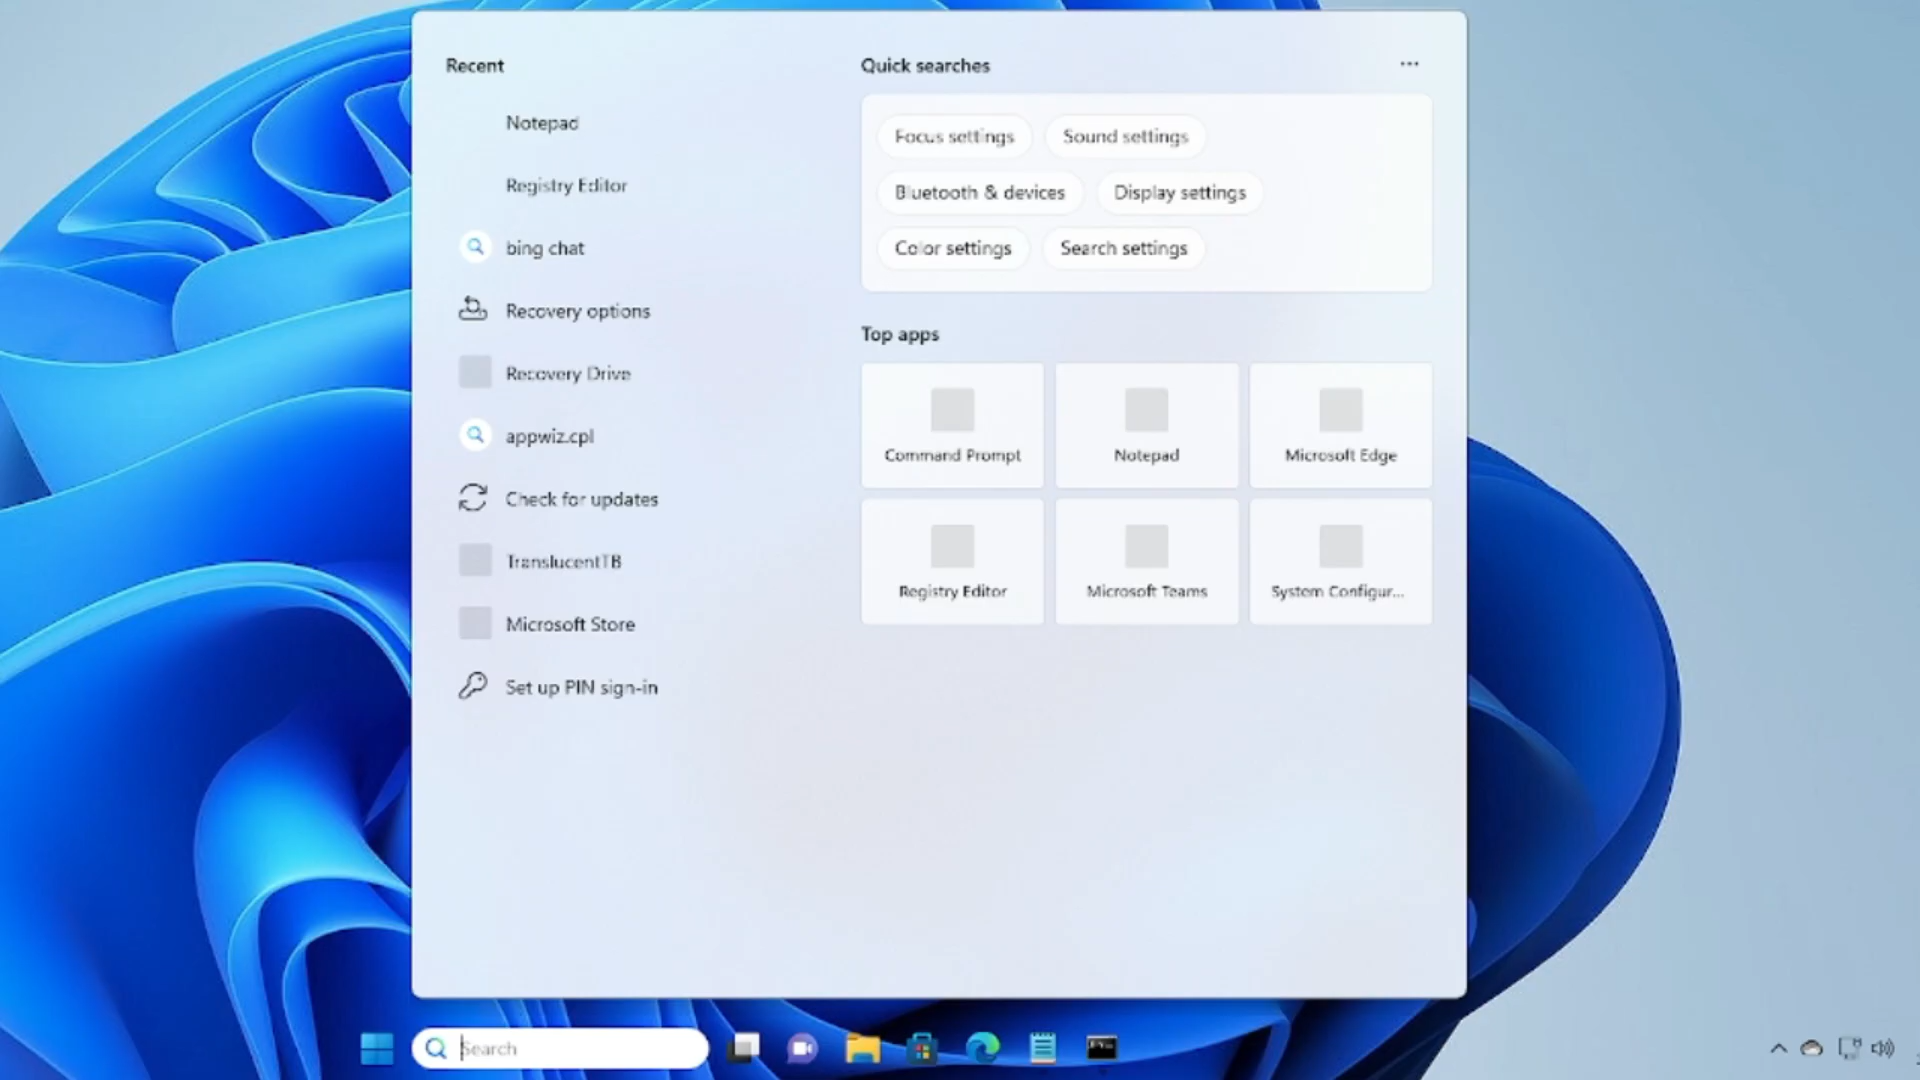 Recent
Notepad
Registry Editor
bing chat
Recovery options
Recovery Drive
appwiz.cpl
Check for updates
TranslucentTB
Microsoft Store
Set up PIN sign-in
Quick searches
Focus settings
Sound settings
Bluetooth & devices
Display settings
Color settings
Search settings
Top apps
Command Prompt
Notepad
Microsoft Edge
Registry Editor
Microsoft Teams
System Configur...
Search